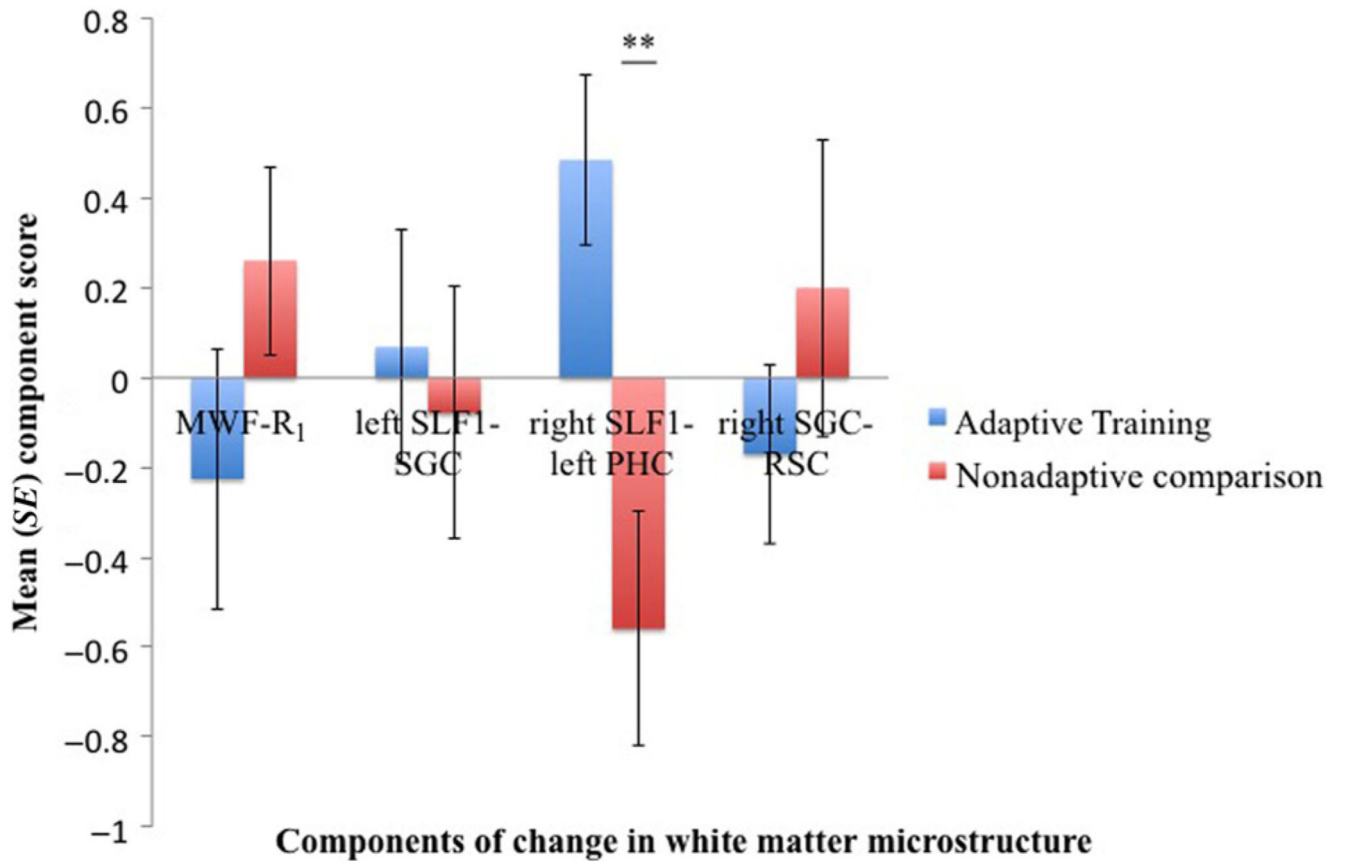 0.8
0.6
0.4
0.2
0
−0.2
−0.4
−0.6
−0.8
−1
Mean (SE) component score
**
MWF-R1
left SLF1-
SGC
right SLF1-
left PHC
right SGC-
RSC
Adaptive Training
Nonadaptive comparison
Components of change in white matter microstructure